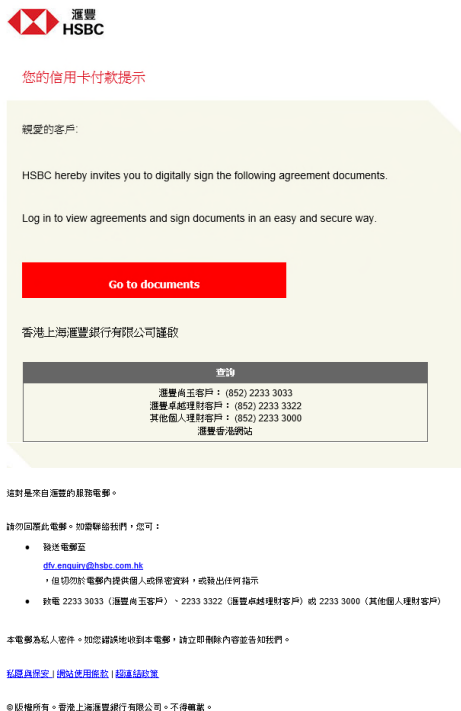 滙豐
HSBC
您的信用卡付款提示
親愛的客戶:
HSBC hereby invites you to digitally sign the following agreement documents.
Log in to view agreements and sign documents in an easy and secure way.
Go to documents
香港上海滙豐銀行有限公司謹啟
查詢
滙豐尚玉客戶： (852) 2233 3033
滙豐卓越理財客戶： (852) 2233 3322
其他個人理財客戶： (852) 2233 3000
滙豐香港網站
這封是來自滙豐的服務電郵。
請勿回覆此電郵。如需聯絡我們，您可：
• 發送電郵至
dfv.enquiry@hsbc.com.hk
，但切勿於電郵內提供個人或保密資料，或發出任何指示
• 致電 2233 3033（滙豐尚玉客戶）、2233 3322（滙豐卓越理財客戶）或 2233 3000（其他個人理財客戶）
本電郵為私人密件。如您錯誤地收到本電郵，請立即刪除內容並告知我們。
私隱與保安 | 網站使用條款 | 超連結政策
© 版權所有。香港上海滙豐銀行有限公司。不得轉載。